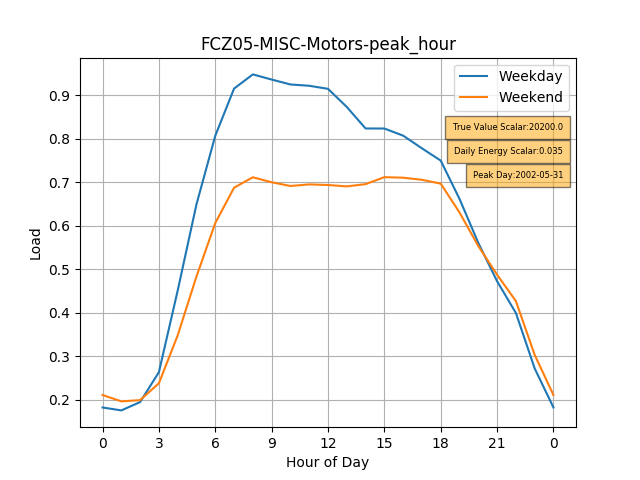 FCZ05-MISC-Motors-peak_hour
Weekday
Weekend
True Value Scalar:20200.0
Daily Energy Scalar:0.035
Peak Day:2002-05-31
Load
0.9
0.8
0.7
0.6
0.5
0.4
0.3
0.2
0 3 6 9 12 15 18 21 0
Hour of Day